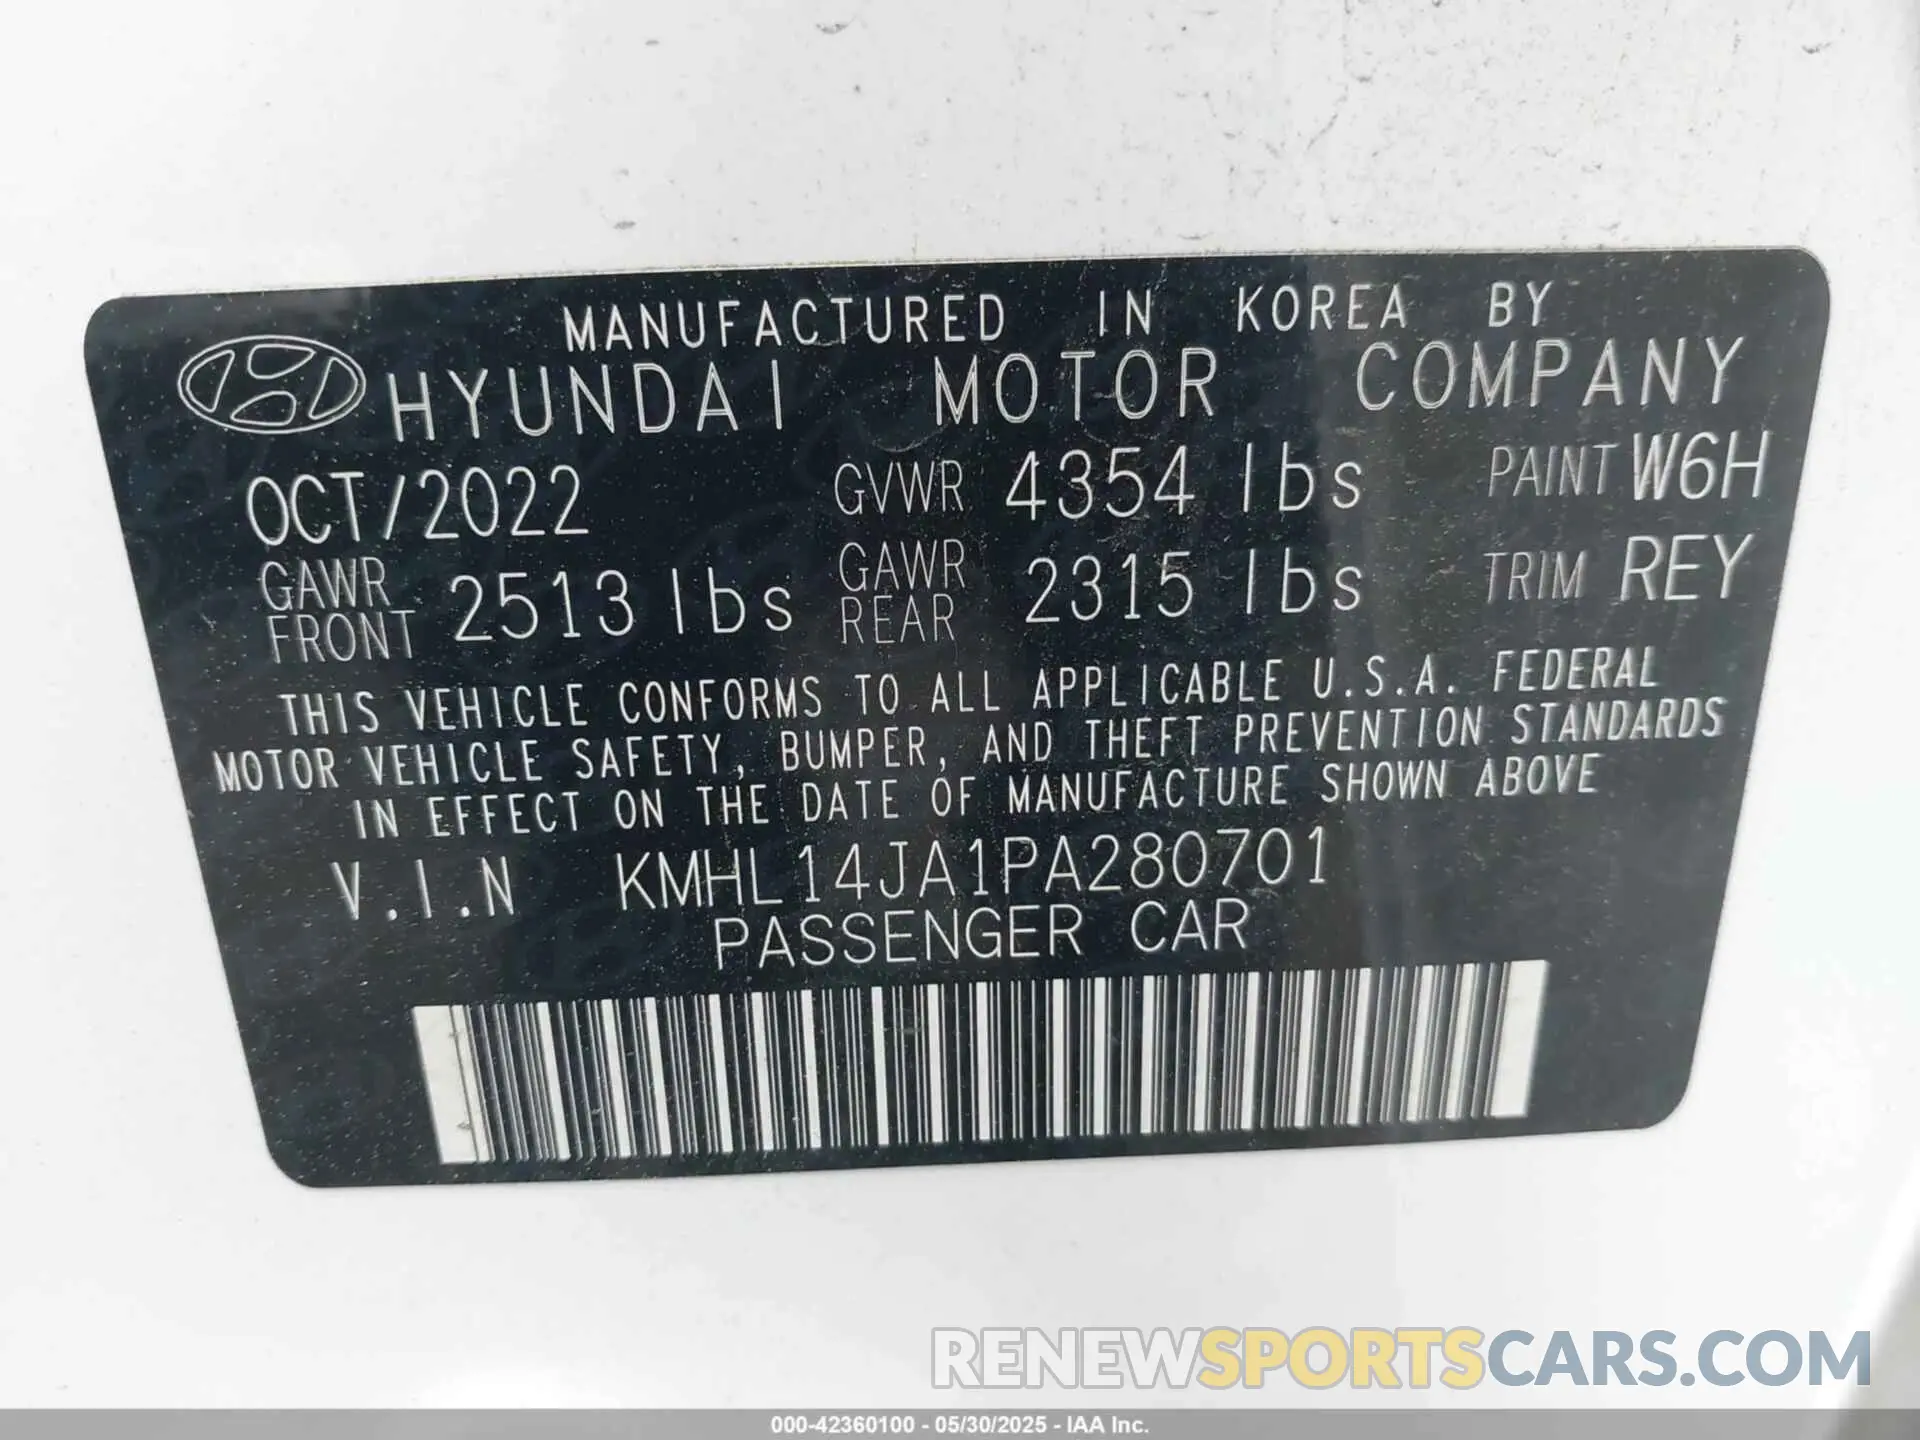 MANUFACTURED IN KOREA BY
HYUNDAI MOTOR COMPANY
OCT/2022 GVWR 4354 lbs PAINT W6H
GAWR FRONT 2513 lbs GAWR REAR 2315 lbs TRIM REY
THIS VEHICLE CONFORMS TO ALL APPLICABLE U.S.A. FEDERAL
MOTOR VEHICLE SAFETY, BUMPER, AND THEFT PREVENTION STANDARDS
IN EFFECT ON THE DATE OF MANUFACTURE SHOWN ABOVE
V.I.N KMHL14JA1PA280701
PASSENGER CAR
RENEWSPORTSCARS.COM
000-42360100 - 05/30/2025 - IAA Inc.